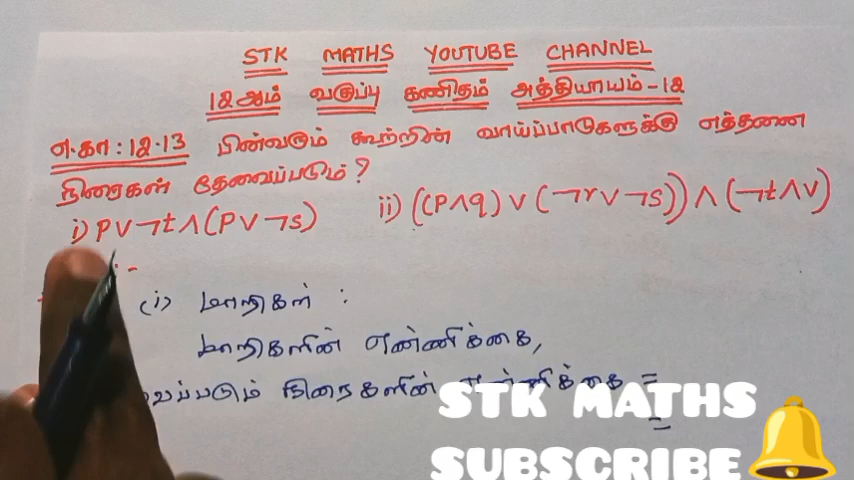 STK MATHS YOUTUBE CHANNEL
12ஆம் வகுப்பு கணிதம் அத்தியாயம் - 12
எ.கா : 12.13 பின்வரும் கூற்றின் வாய்ப்பாடுகளுக்கு எத்தனை
நிரைகள் தேவைப்படும்?
i) p ∨ ¬t ∧ (p ∨ ¬s) ii) ((p ∧ q) ∨ (¬r ∨ ¬s)) ∧ (¬t ∧ v)
(i) மாறிகள் :
மாறிகளின் எண்ணிக்கை,
நிரைகளின் எண்ணிக்கை =
=
STK MATHS
SUBSCRIBE